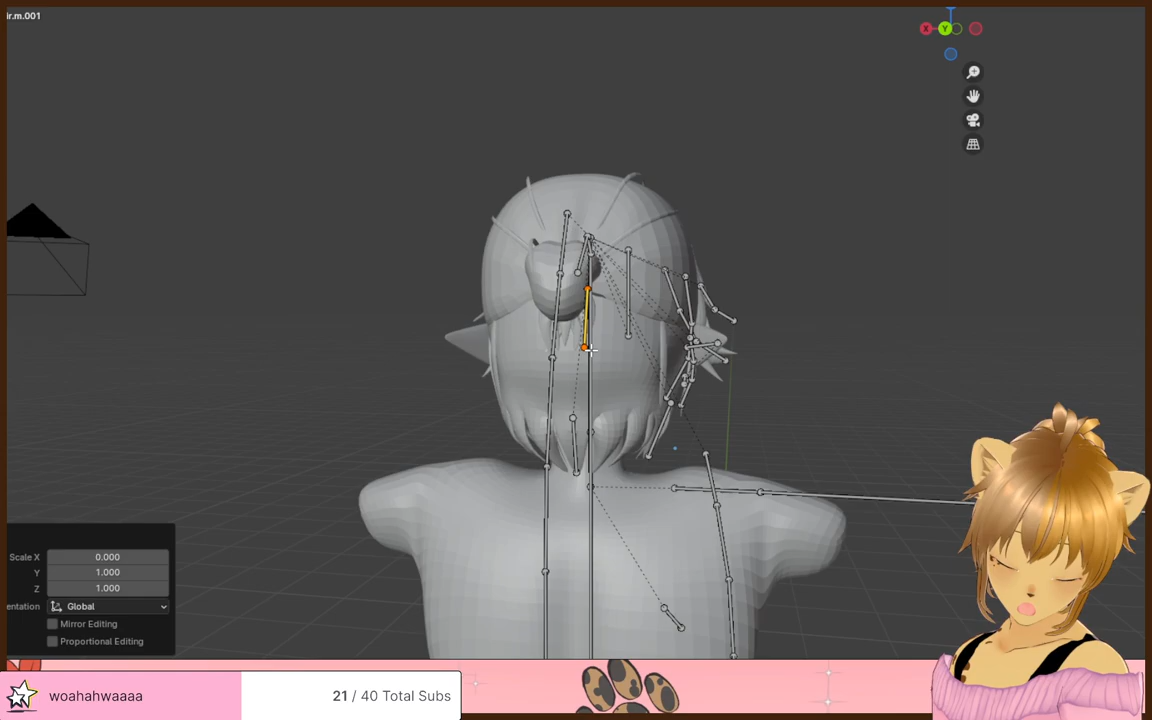 ir.m.001
X
Y
Scale X 0.000
Y 1.000
Z 1.000
entation Global
Mirror Editing
Proportional Editing
woahahwaaaa 21 / 40 Total Subs